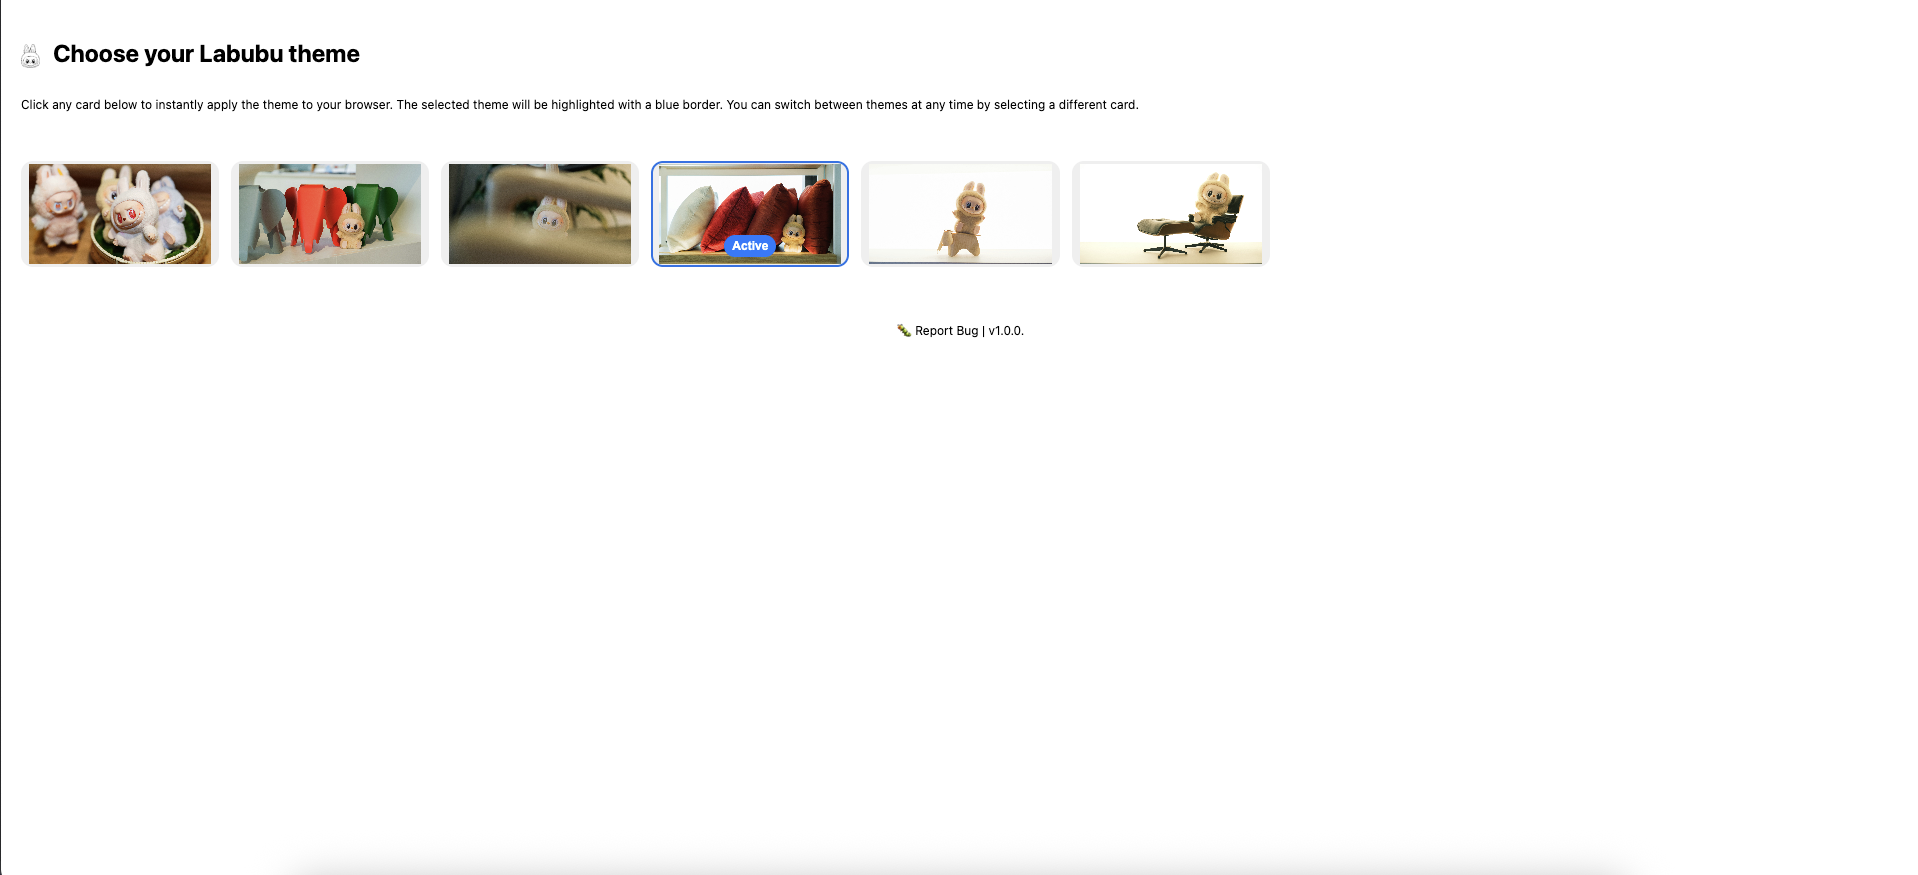 Choose your Labubu theme
Click any card below to instantly apply the theme to your browser. The selected theme will be highlighted with a blue border. You can switch between themes at any time by selecting a different card.
Active
Report Bug | v1.0.0.